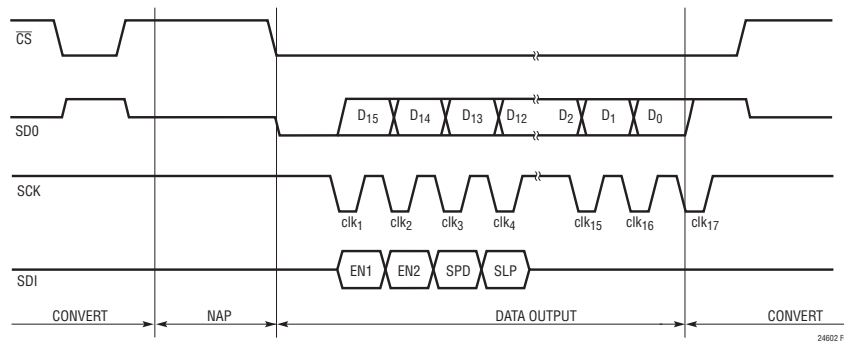 CS
D15 D14 D13 D12 D2 D1 D0
SD0
SCK
clk1 clk2 clk3 clk4 clk15 clk16 clk17
EN1 EN2 SPD SLP
SDI
CONVERT NAP DATA OUTPUT CONVERT
24602 F